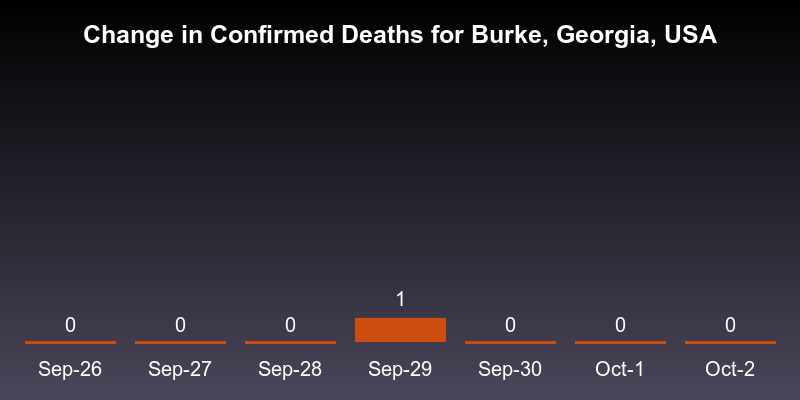 Change in Confirmed Deaths for Burke, Georgia, USA
1
0 0 0 0 0 0
Sep-26 Sep-27 Sep-28 Sep-29 Sep-30 Oct-1 Oct-2